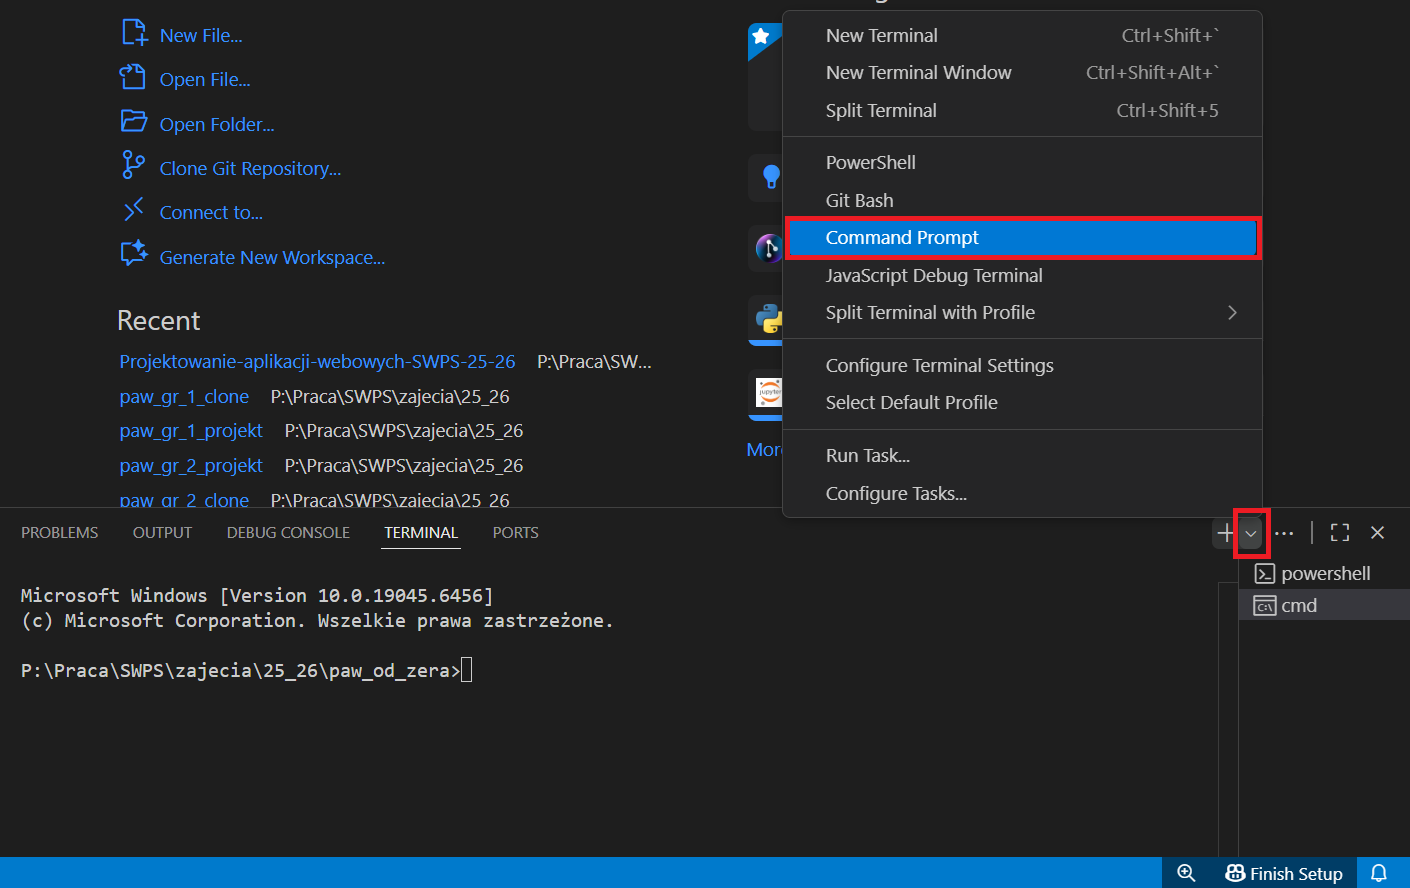 New File...
Open File...
Open Folder...
Clone Git Repository...
Connect to...
Generate New Workspace...
Recent
Projektowanie-aplikacji-webowych-SWPS-25-26 P:\Praca\SW...
paw_gr_1_clone P:\Praca\SWPS\zajecia\25_26
paw_gr_1_projekt P:\Praca\SWPS\zajecia\25_26
paw_gr_2_projekt P:\Praca\SWPS\zajecia\25_26
paw_gr_2_clone P:\Praca\SWPS\zajecia\25_26
jupyter
More
New Terminal Ctrl+Shift+`
New Terminal Window Ctrl+Shift+Alt+`
Split Terminal Ctrl+Shift+5
PowerShell
Git Bash
Command Prompt
JavaScript Debug Terminal
Split Terminal with Profile
Configure Terminal Settings
Select Default Profile
Run Task...
Configure Tasks...
PROBLEMS OUTPUT DEBUG CONSOLE TERMINAL PORTS
powershell
cmd
Microsoft Windows [Version 10.0.19045.6456]
(c) Microsoft Corporation. Wszelkie prawa zastrzeżone.
P:\Praca\SWPS\zajecia\25_26\paw_od_zera>
Finish Setup